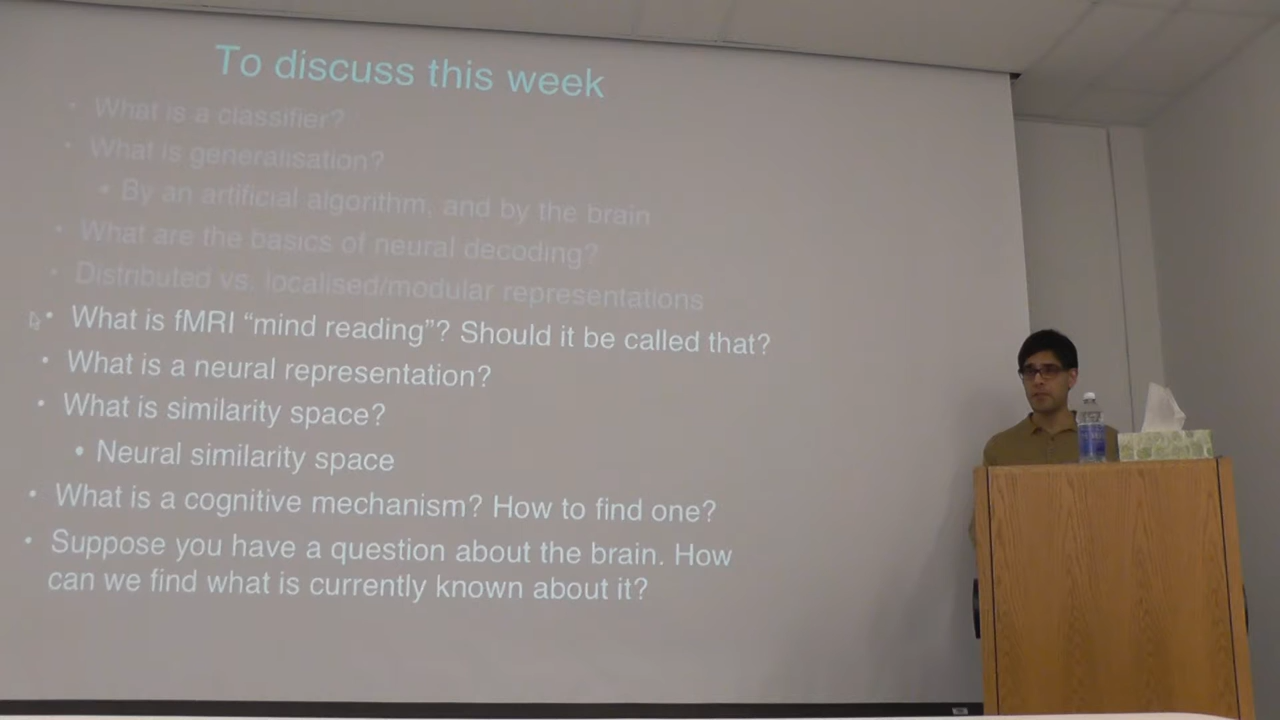 To discuss this week
• What is a classifier?
• What is generalisation?
• By an artificial algorithm, and by the brain
• What are the basics of neural decoding?
• Distributed vs. localised/modular representations
• What is fMRI “mind reading”? Should it be called that?
• What is a neural representation?
• What is similarity space?
• Neural similarity space
• What is a cognitive mechanism? How to find one?
• Suppose you have a question about the brain. How
can we find what is currently known about it?